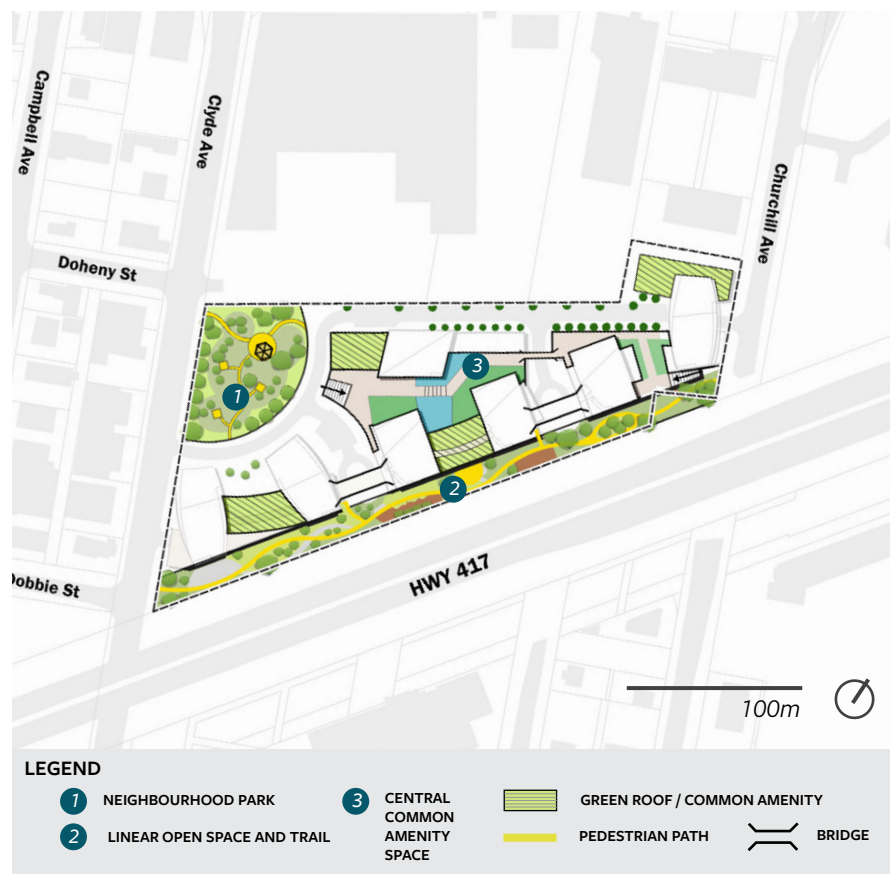 Campbell Ave
Clyde Ave
Churchill Ave
Doheny St
3
1
2
HWY 417
Dobbie St
100m
LEGEND
1 NEIGHBOURHOOD PARK
2 LINEAR OPEN SPACE AND TRAIL
3 CENTRAL
COMMON
AMENITY
SPACE
GREEN ROOF / COMMON AMENITY
PEDESTRIAN PATH
BRIDGE